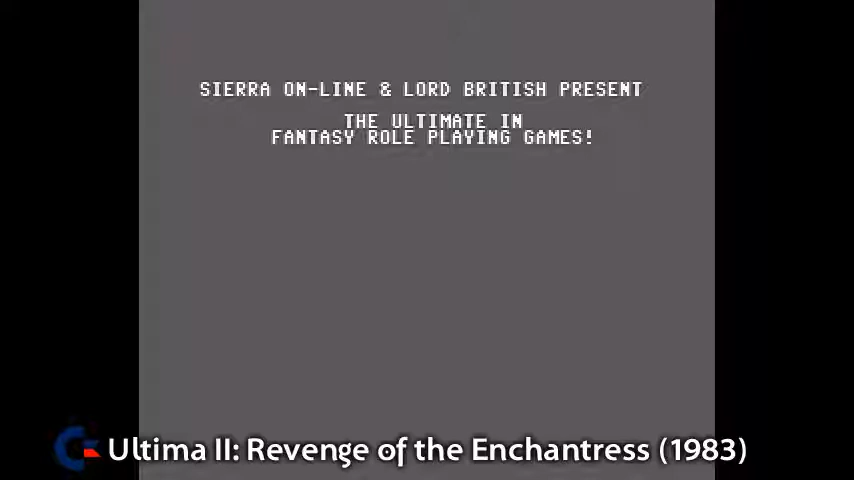 SIERRA ON-LINE & LORD BRITISH PRESENT
THE ULTIMATE IN
FANTASY ROLE PLAYING GAMES!
Ultima II: Revenge of the Enchantress (1983)